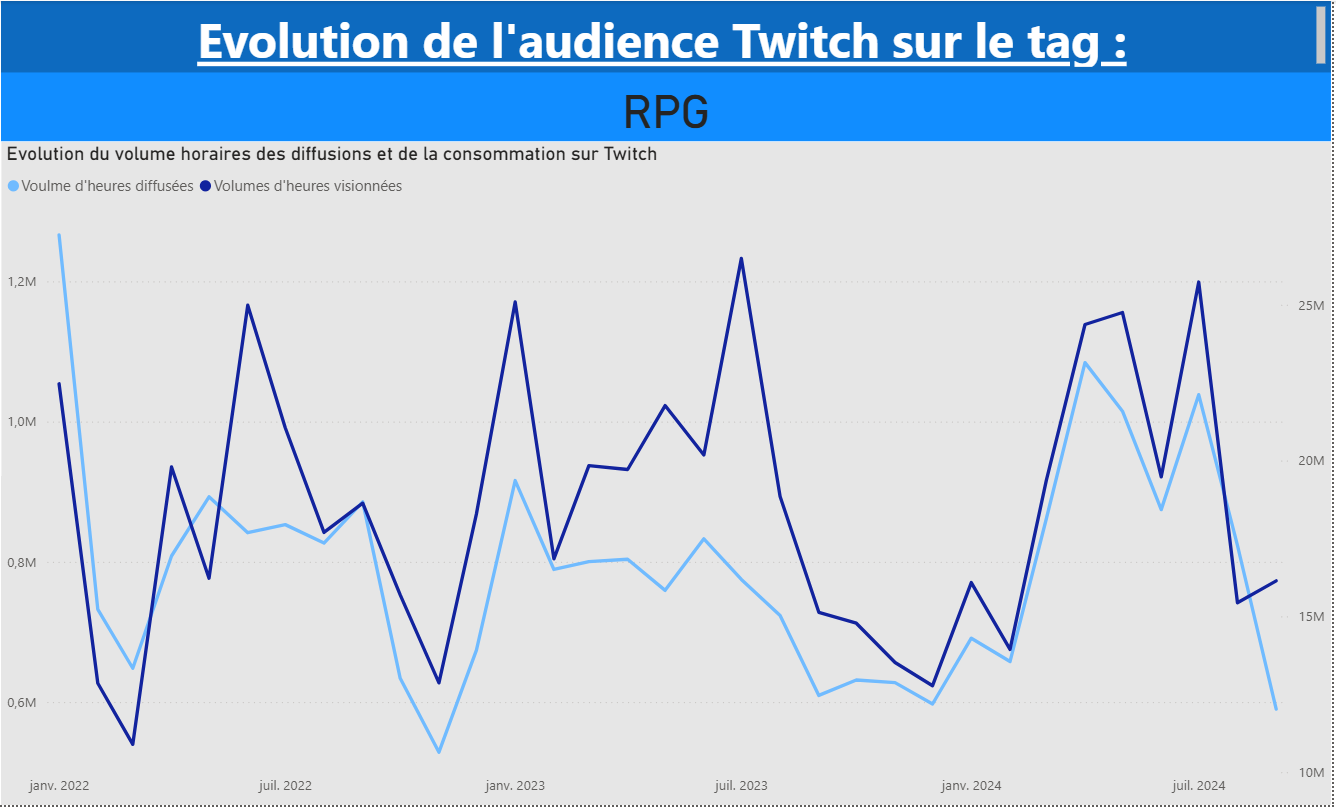 Evolution de l'audience Twitch sur le tag :
RPG
Evolution du volume horaires des diffusions et de la consommation sur Twitch
Voulme d'heures diffusées Volumes d'heures visionnées
1,2M
25M
1,0M
20M
0,8M
15M
0,6M
10M
janv. 2022 juil. 2022 janv. 2023 juil. 2023 janv. 2024 juil. 2024